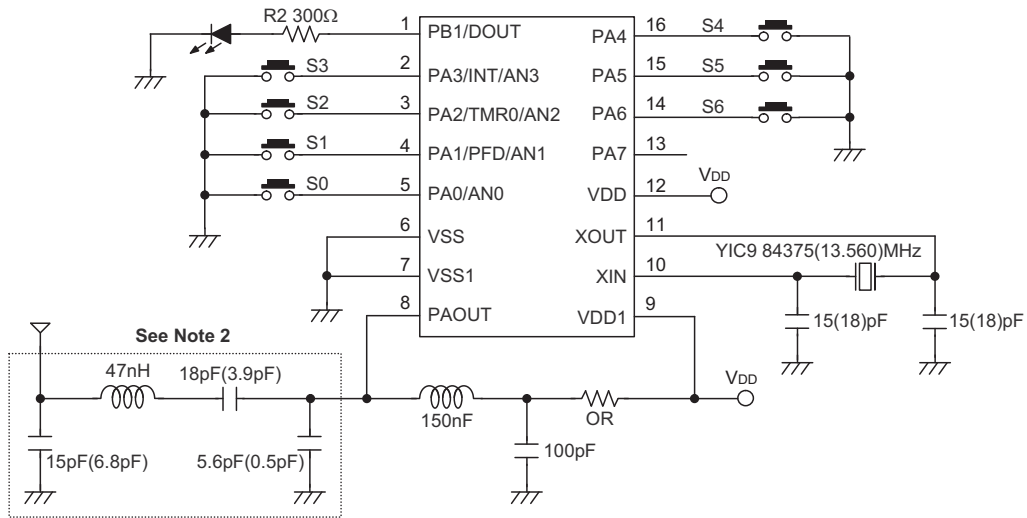 R2 300Ω
1
PB1/DOUT
S3
2
PA3/INT/AN3
S2
3
PA2/TMR0/AN2
S1
4
PA1/PFD/AN1
S0
5
PA0/AN0
6
VSS
7
VSS1
8
PAOUT
PA4
16
S4
PA5
15
S5
PA6
14
S6
PA7
13
VDD
12
VDD
XOUT
11
YIC9 84375(13.560)MHz
XIN
10
15(18)pF
15(18)pF
VDD1
9
See Note 2
47nH
18pF(3.9pF)
15pF(6.8pF)
5.6pF(0.5pF)
150nF
100pF
OR
VDD